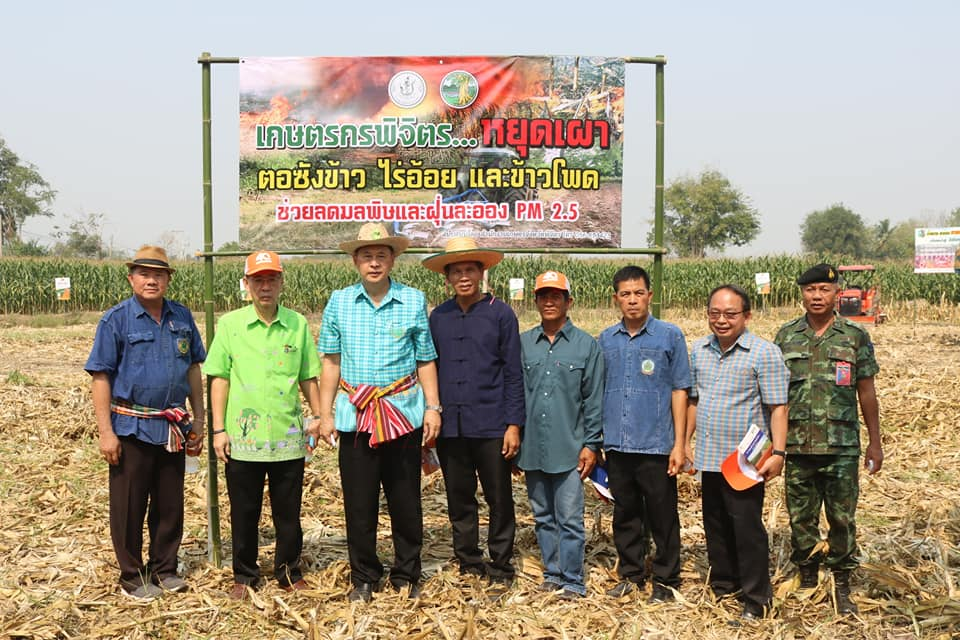 เกษตรกรพิจิตร... หยุดเผา
ตอซังข้าว ไร่อ้อย และข้าวโพด
ช่วยลดมลพิษและฝุ่นละออง PM 2.5